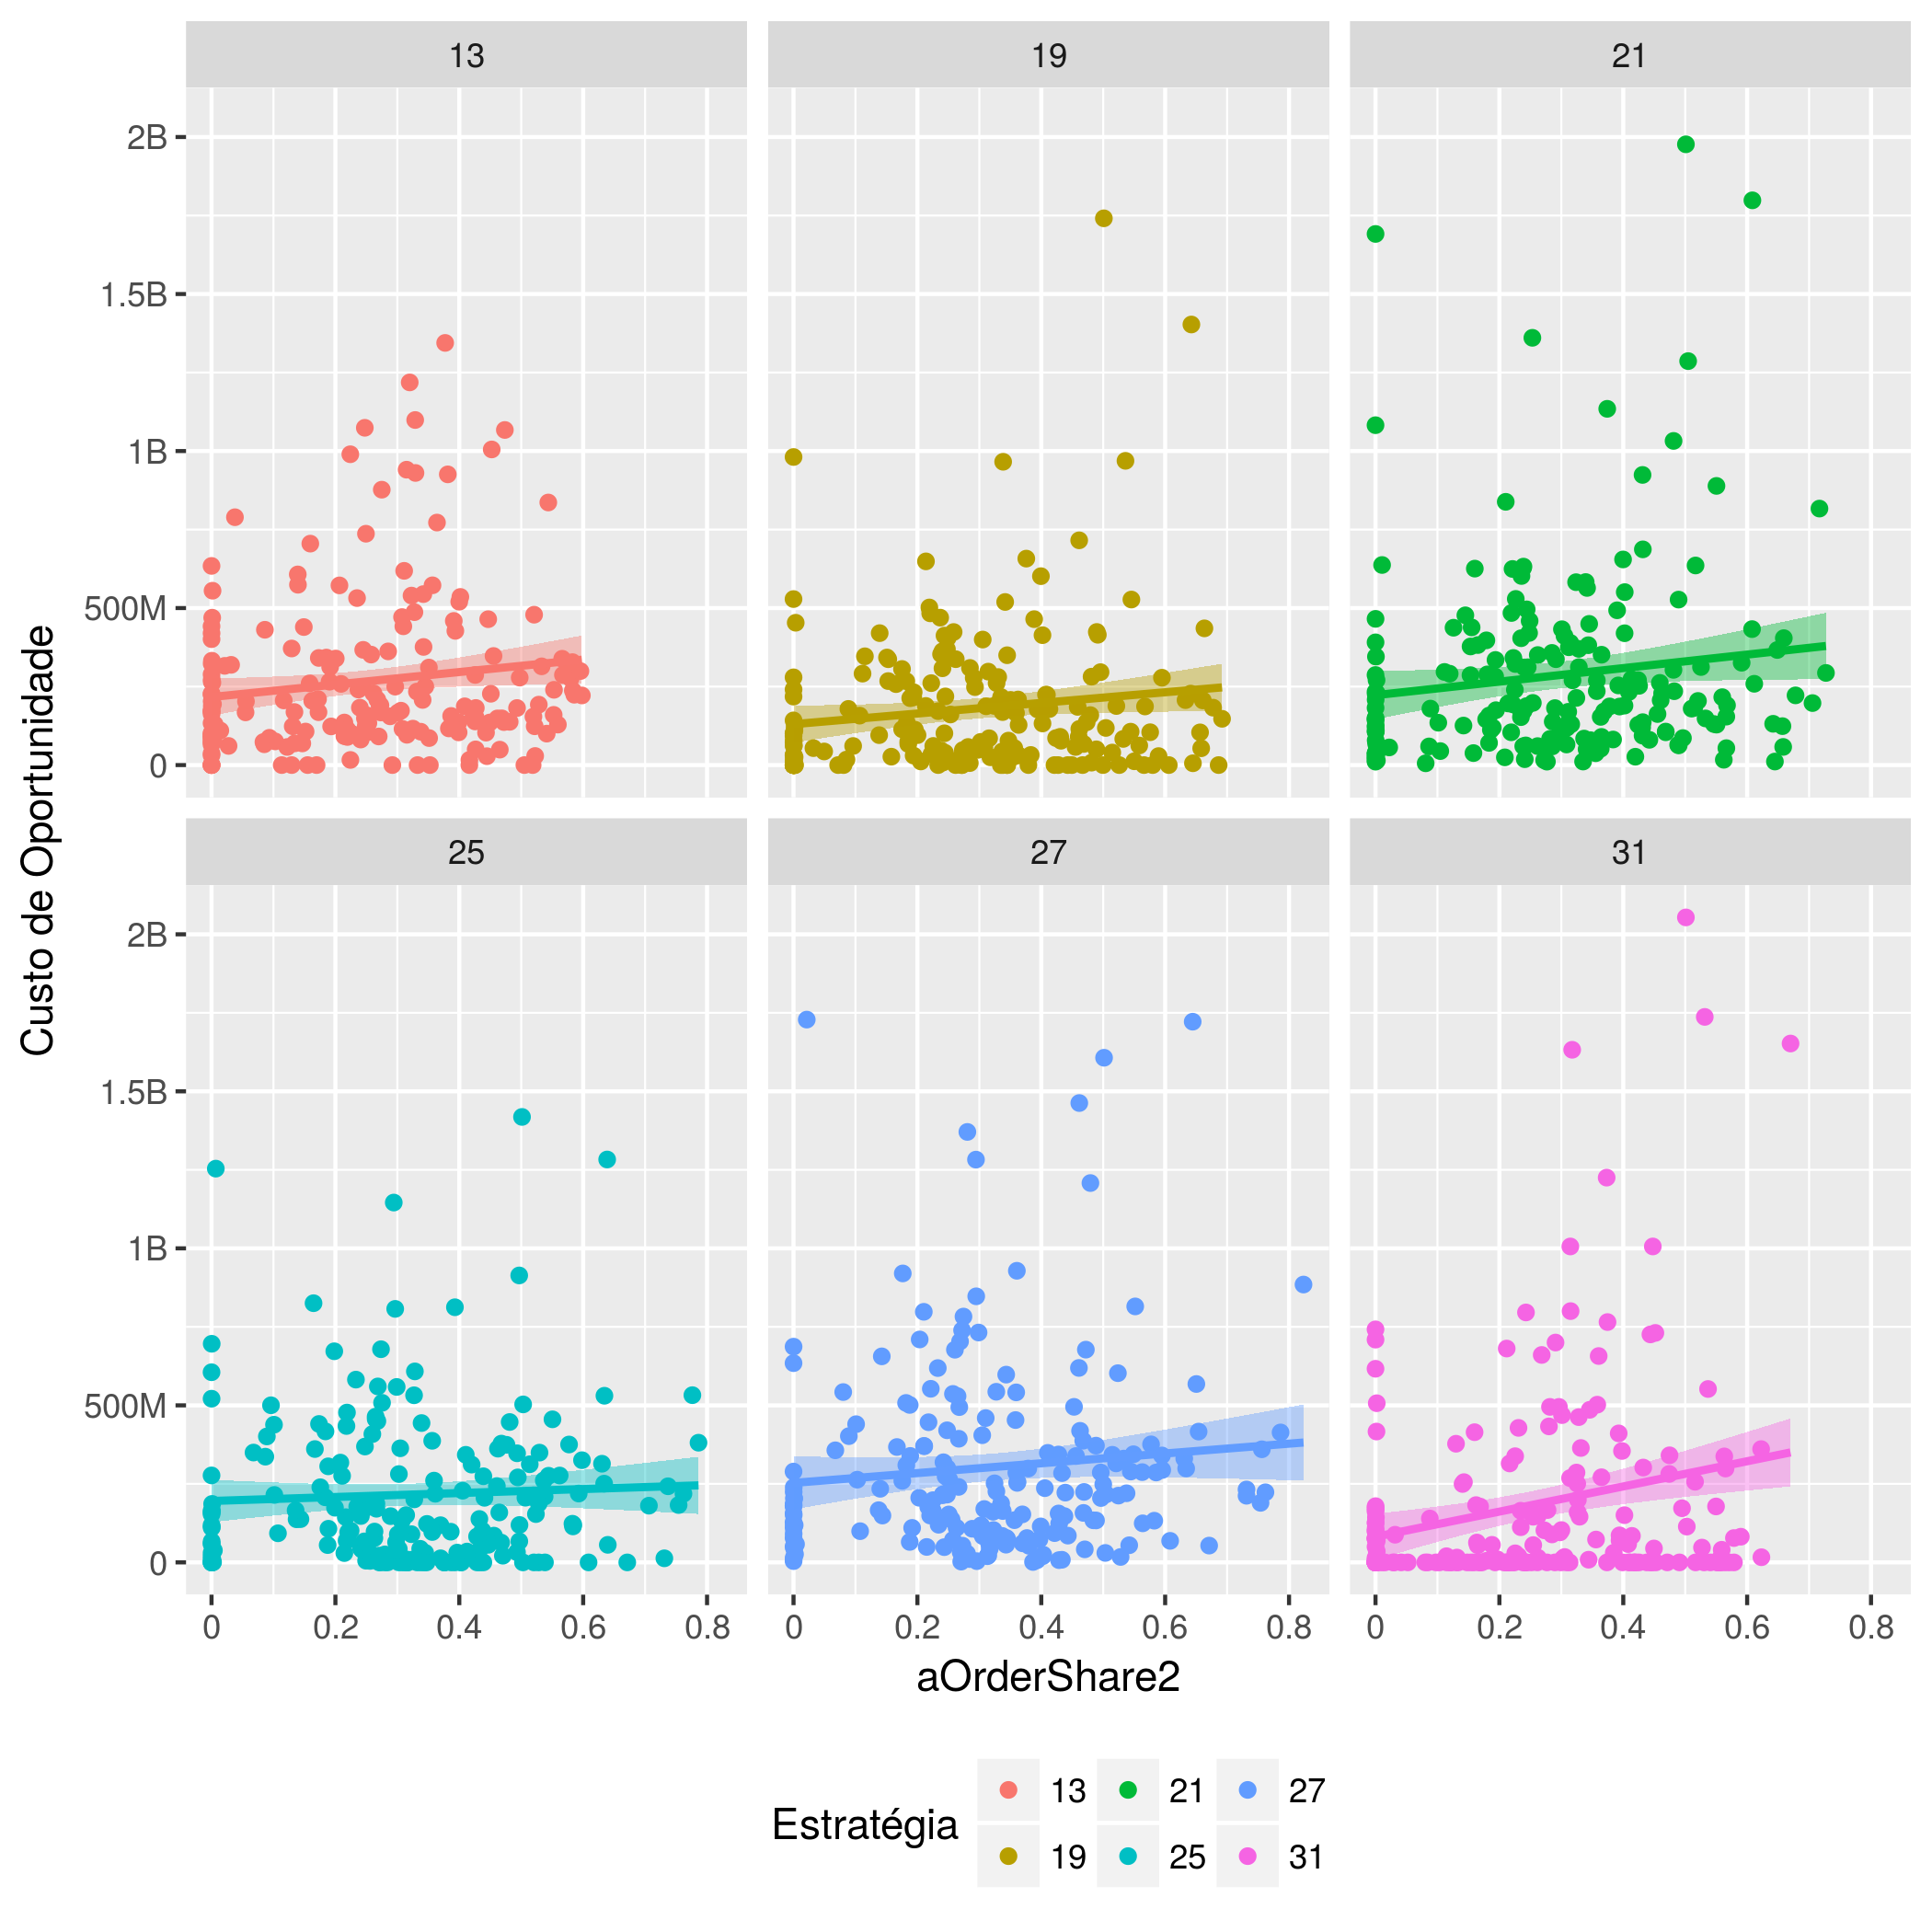 13 19 21
2B
1.5B
1B
500M
0
25 27 31
2B
1.5B
1B
500M
0
0 0.2 0.4 0.6 0.8 0 0.2 0.4 0.6 0.8 0 0.2 0.4 0.6 0.8
Custo de Oportunidade
aOrderShare2
Estratégia
13 21 27
19 25 31